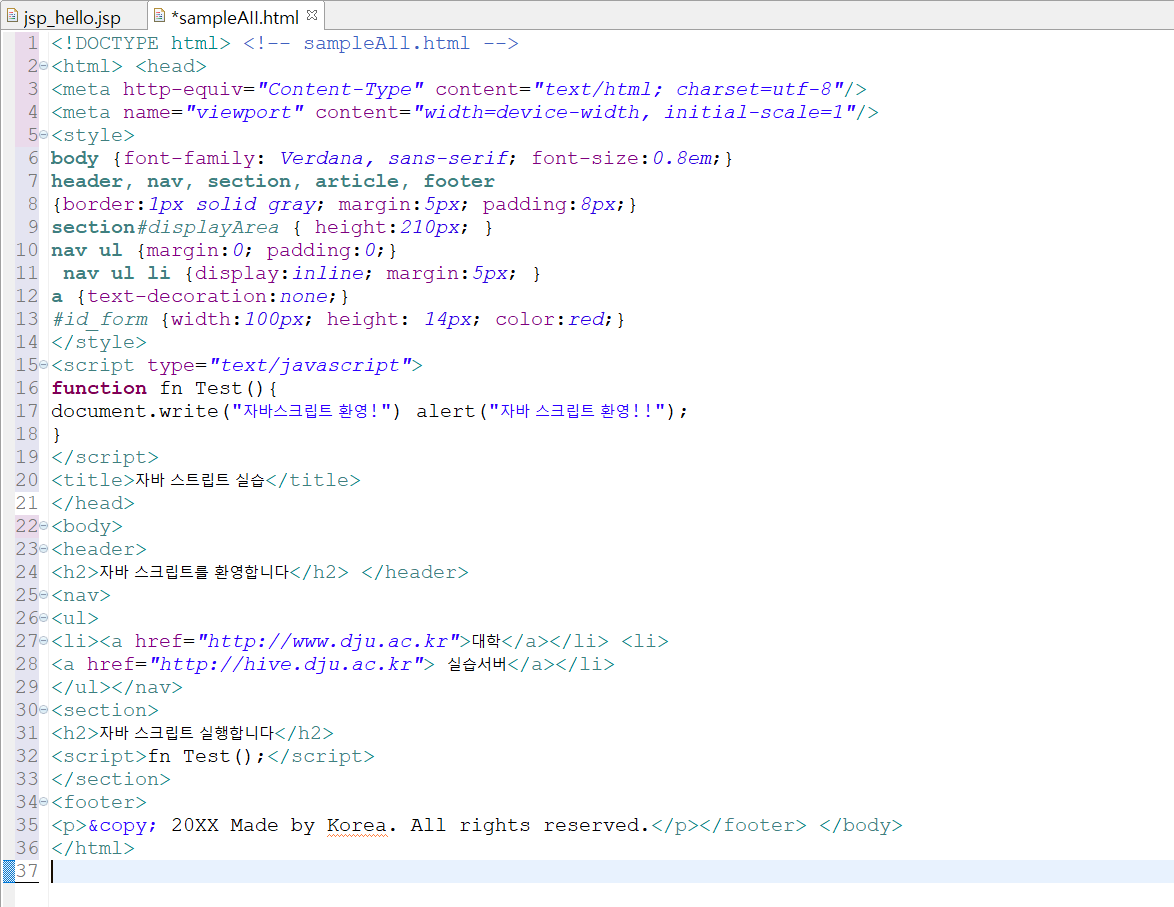 jsp_hello.jsp *sampleAll.html
1 <!DOCTYPE html> <!-- sampleAll.html -->
2 <html> <head>
3 <meta http-equiv="Content-Type" content="text/html; charset=utf-8"/>
4 <meta name="viewport" content="width=device-width, initial-scale=1"/>
5 <style>
6 body {font-family: Verdana, sans-serif; font-size:0.8em;}
7 header, nav, section, article, footer
8 {border:1px solid gray; margin:5px; padding:8px;}
9 section#displayArea { height:210px; }
10 nav ul {margin:0; padding:0;}
11  nav ul li {display:inline; margin:5px; }
12 a {text-decoration:none;}
13 #id_form {width:100px; height: 14px; color:red;}
14 </style>
15 <script type="text/javascript">
16 function fn Test(){
17 document.write("자바스크립트 환영!") alert("자바 스크립트 환영!!");
18 }
19 </script>
20 <title>자바 스트립트 실습</title>
21 </head>
22 <body>
23 <header>
24 <h2>자바 스크립트를 환영합니다</h2> </header>
25 <nav>
26 <ul>
27 <li><a href="http://www.dju.ac.kr">대학</a></li> <li>
28 <a href="http://hive.dju.ac.kr"> 실습서버</a></li>
29 </ul></nav>
30 <section>
31 <h2>자바 스크립트 실행합니다</h2>
32 <script>fn Test();</script>
33 </section>
34 <footer>
35 <p>&copy; 20XX Made by Korea. All rights reserved.</p></footer> </body>
36 </html>
37